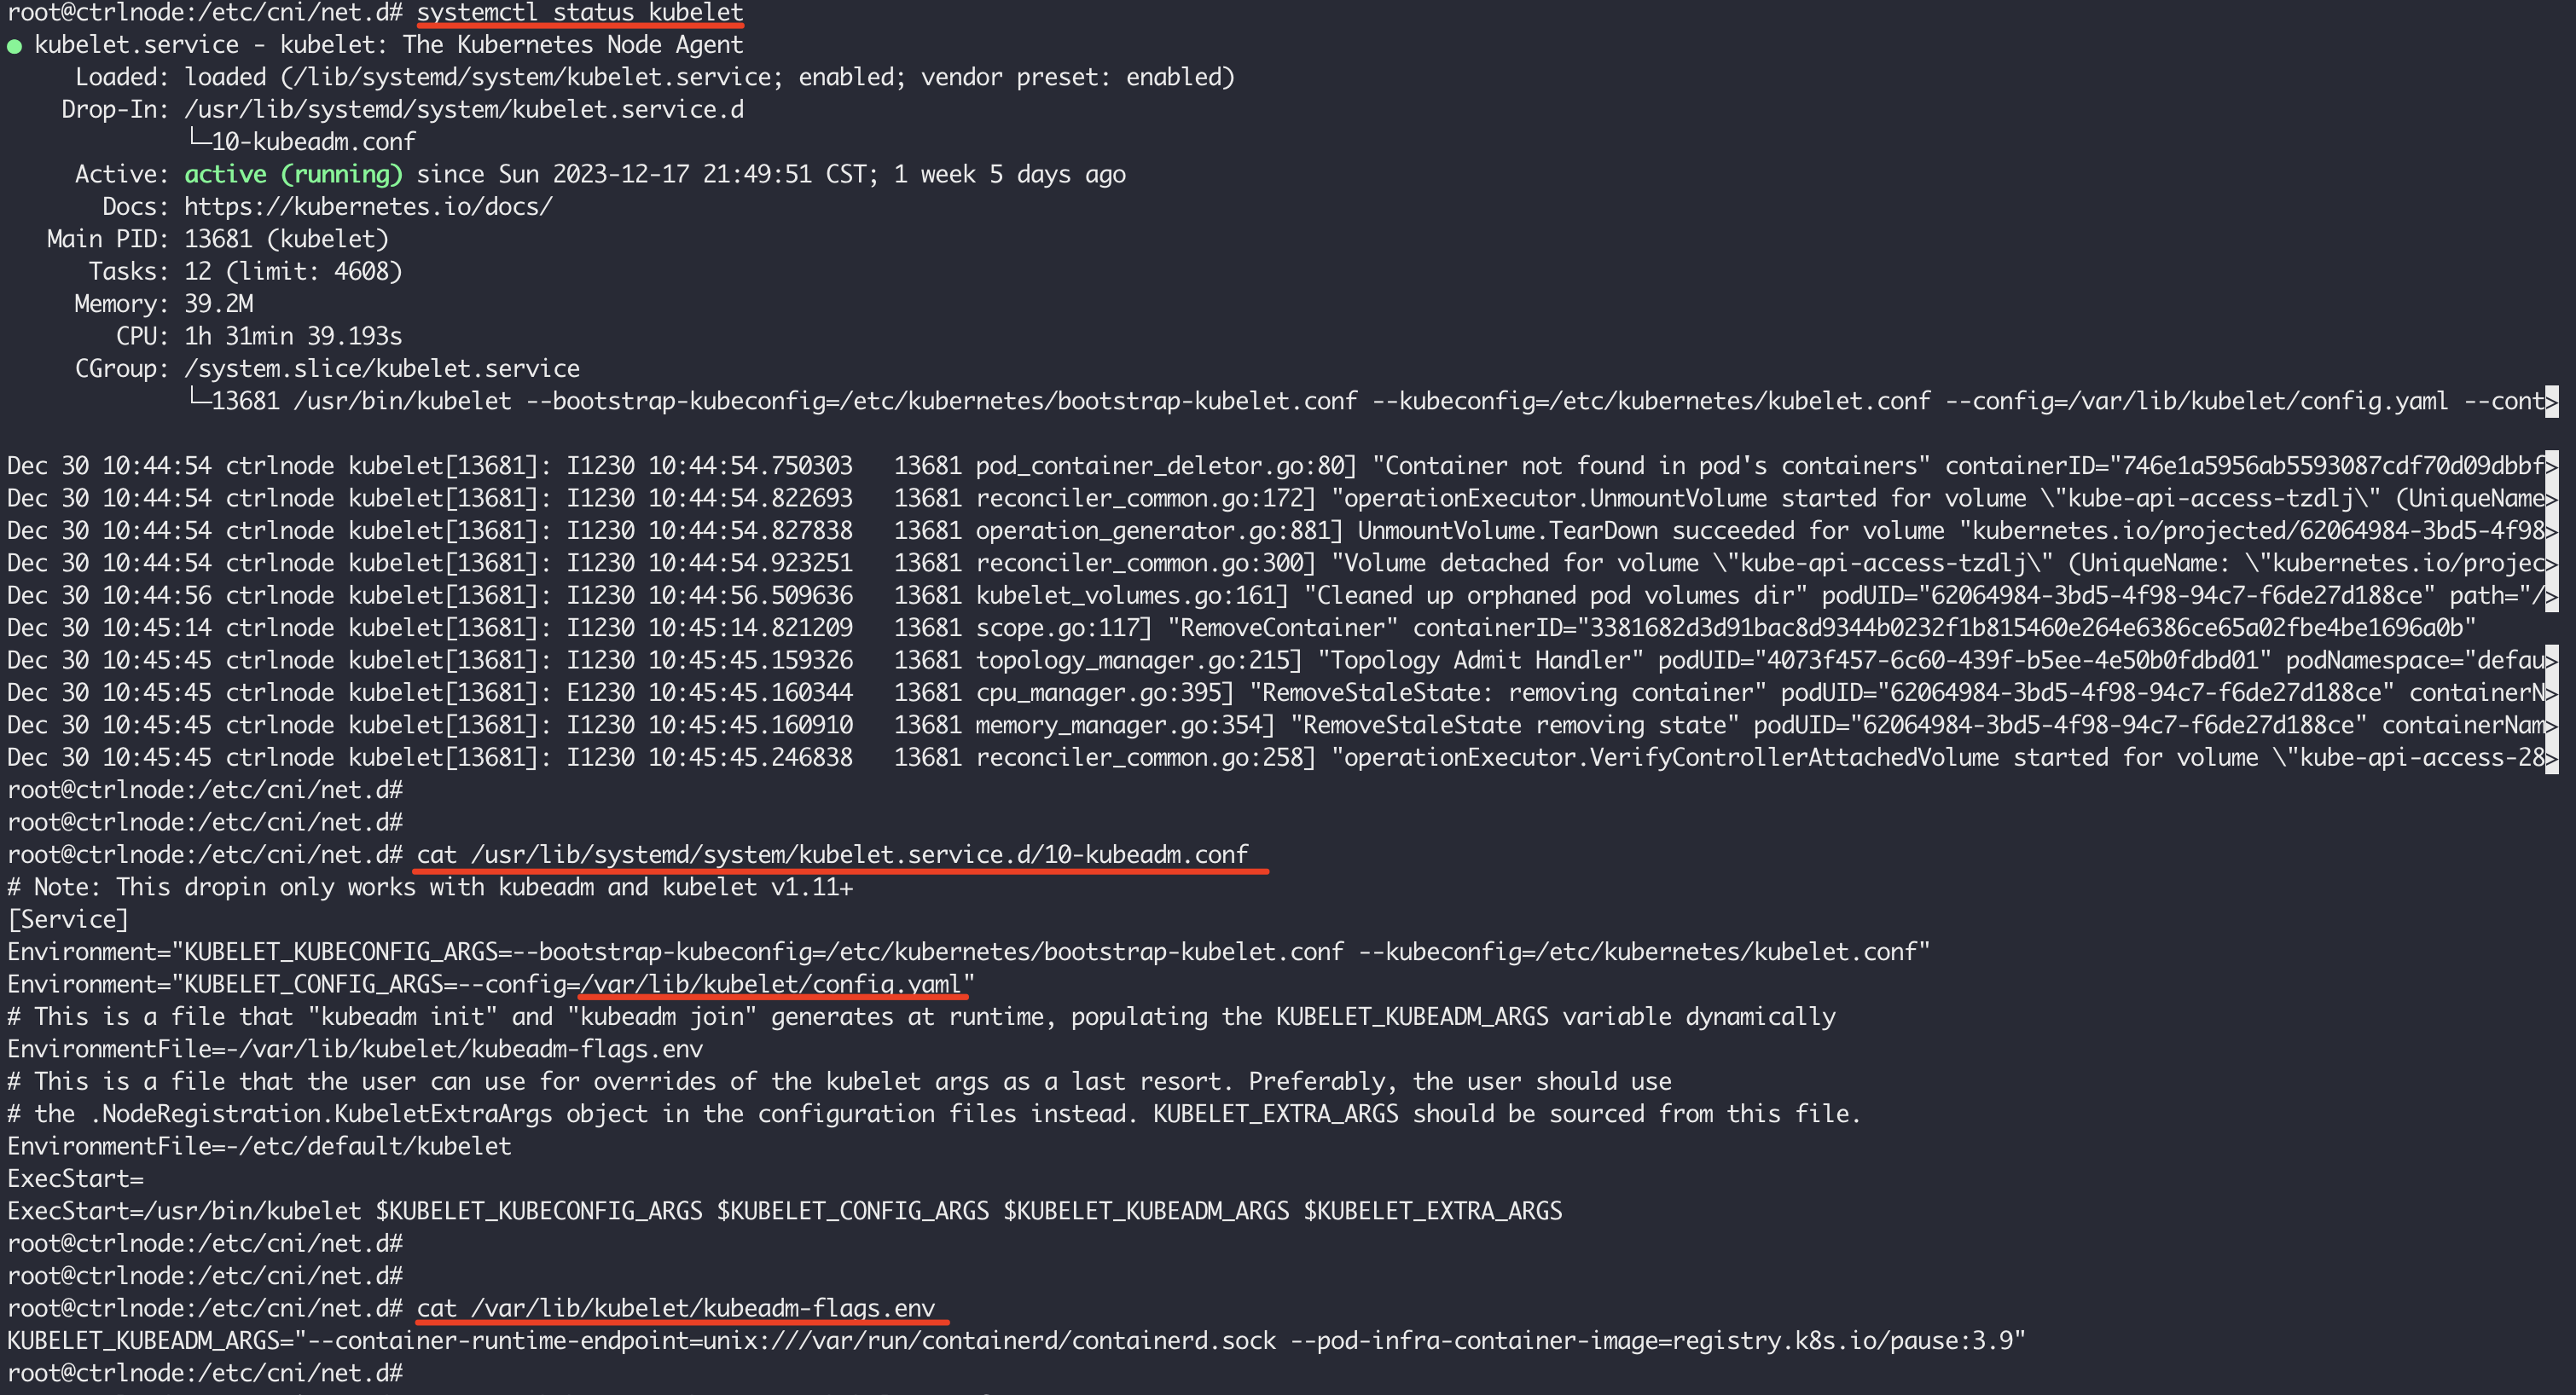 root@ctrlnode:/etc/cni/net.d# systemctl status kubelet
● kubelet.service - kubelet: The Kubernetes Node Agent
     Loaded: loaded (/lib/systemd/system/kubelet.service; enabled; vendor preset: enabled)
    Drop-In: /usr/lib/systemd/system/kubelet.service.d
             └─10-kubeadm.conf
     Active: active (running) since Sun 2023-12-17 21:49:51 CST; 1 week 5 days ago
       Docs: https://kubernetes.io/docs/
   Main PID: 13681 (kubelet)
      Tasks: 12 (limit: 4608)
     Memory: 39.2M
        CPU: 1h 31min 39.193s
     CGroup: /system.slice/kubelet.service
             └─13681 /usr/bin/kubelet --bootstrap-kubeconfig=/etc/kubernetes/bootstrap-kubelet.conf --kubeconfig=/etc/kubernetes/kubelet.conf --config=/var/lib/kubelet/config.yaml --cont>
Dec 30 10:44:54 ctrlnode kubelet[13681]: I1230 10:44:54.750303   13681 pod_container_deletor.go:80] "Container not found in pod's containers" containerID="746e1a5956ab5593087cdf70d09dbbf>
Dec 30 10:44:54 ctrlnode kubelet[13681]: I1230 10:44:54.822693   13681 reconciler_common.go:172] "operationExecutor.UnmountVolume started for volume \"kube-api-access-tzdlj\" (UniqueName>
Dec 30 10:44:54 ctrlnode kubelet[13681]: I1230 10:44:54.827838   13681 operation_generator.go:881] UnmountVolume.TearDown succeeded for volume "kubernetes.io/projected/62064984-3bd5-4f98>
Dec 30 10:44:54 ctrlnode kubelet[13681]: I1230 10:44:54.923251   13681 reconciler_common.go:300] "Volume detached for volume \"kube-api-access-tzdlj\" (UniqueName: \"kubernetes.io/projec>
Dec 30 10:44:56 ctrlnode kubelet[13681]: I1230 10:44:56.509636   13681 kubelet_volumes.go:161] "Cleaned up orphaned pod volumes dir" podUID="62064984-3bd5-4f98-94c7-f6de27d188ce" path="/>
Dec 30 10:45:14 ctrlnode kubelet[13681]: I1230 10:45:14.821209   13681 scope.go:117] "RemoveContainer" containerID="3381682d3d91bac8d9344b0232f1b815460e264e6386ce65a02fbe4be1696a0b"
Dec 30 10:45:45 ctrlnode kubelet[13681]: I1230 10:45:45.159326   13681 topology_manager.go:215] "Topology Admit Handler" podUID="4073f457-6c60-439f-b5ee-4e50b0fdbd01" podNamespace="defau>
Dec 30 10:45:45 ctrlnode kubelet[13681]: E1230 10:45:45.160344   13681 cpu_manager.go:395] "RemoveStaleState: removing container" podUID="62064984-3bd5-4f98-94c7-f6de27d188ce" containerN>
Dec 30 10:45:45 ctrlnode kubelet[13681]: I1230 10:45:45.160910   13681 memory_manager.go:354] "RemoveStaleState removing state" podUID="62064984-3bd5-4f98-94c7-f6de27d188ce" containerNam>
Dec 30 10:45:45 ctrlnode kubelet[13681]: I1230 10:45:45.246838   13681 reconciler_common.go:258] "operationExecutor.VerifyControllerAttachedVolume started for volume \"kube-api-access-28>
root@ctrlnode:/etc/cni/net.d#
root@ctrlnode:/etc/cni/net.d#
root@ctrlnode:/etc/cni/net.d# cat /usr/lib/systemd/system/kubelet.service.d/10-kubeadm.conf
# Note: This dropin only works with kubeadm and kubelet v1.11+
[Service]
Environment="KUBELET_KUBECONFIG_ARGS=--bootstrap-kubeconfig=/etc/kubernetes/bootstrap-kubelet.conf --kubeconfig=/etc/kubernetes/kubelet.conf"
Environment="KUBELET_CONFIG_ARGS=--config=/var/lib/kubelet/config.yaml"
# This is a file that "kubeadm init" and "kubeadm join" generates at runtime, populating the KUBELET_KUBEADM_ARGS variable dynamically
EnvironmentFile=-/var/lib/kubelet/kubeadm-flags.env
# This is a file that the user can use for overrides of the kubelet args as a last resort. Preferably, the user should use
# the .NodeRegistration.KubeletExtraArgs object in the configuration files instead. KUBELET_EXTRA_ARGS should be sourced from this file.
EnvironmentFile=-/etc/default/kubelet
ExecStart=
ExecStart=/usr/bin/kubelet $KUBELET_KUBECONFIG_ARGS $KUBELET_CONFIG_ARGS $KUBELET_KUBEADM_ARGS $KUBELET_EXTRA_ARGS
root@ctrlnode:/etc/cni/net.d#
root@ctrlnode:/etc/cni/net.d#
root@ctrlnode:/etc/cni/net.d# cat /var/lib/kubelet/kubeadm-flags.env
KUBELET_KUBEADM_ARGS="--container-runtime-endpoint=unix:///var/run/containerd/containerd.sock --pod-infra-container-image=registry.k8s.io/pause:3.9"
root@ctrlnode:/etc/cni/net.d#